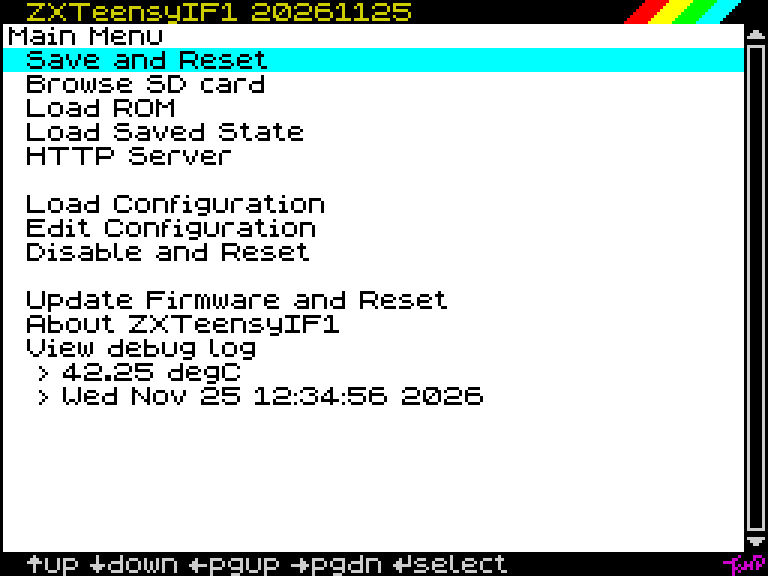 ZXTeensyIF1 20261125
Main Menu
Save and Reset
Browse SD card
Load ROM
Load Saved State
HTTP Server
Load Configuration
Edit Configuration
Disable and Reset
Update Firmware and Reset
About ZXTeensyIF1
View debug log
> 42.25 degC
> Wed Nov 25 12:34:56 2026
↑up ↓down ←pgup →pgdn ↵select